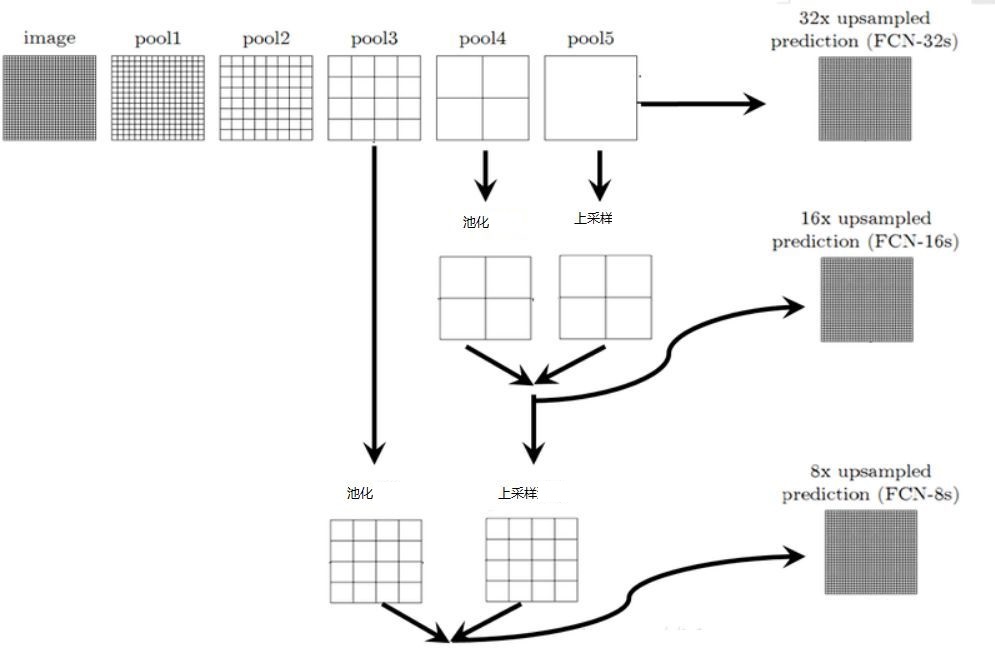 image
pool1
pool2
pool3
pool4
pool5
32x upsampled
prediction (FCN-32s)
池化
上采样
16x upsampled
prediction (FCN-16s)
池化
上采样
8x upsampled
prediction (FCN-8s)